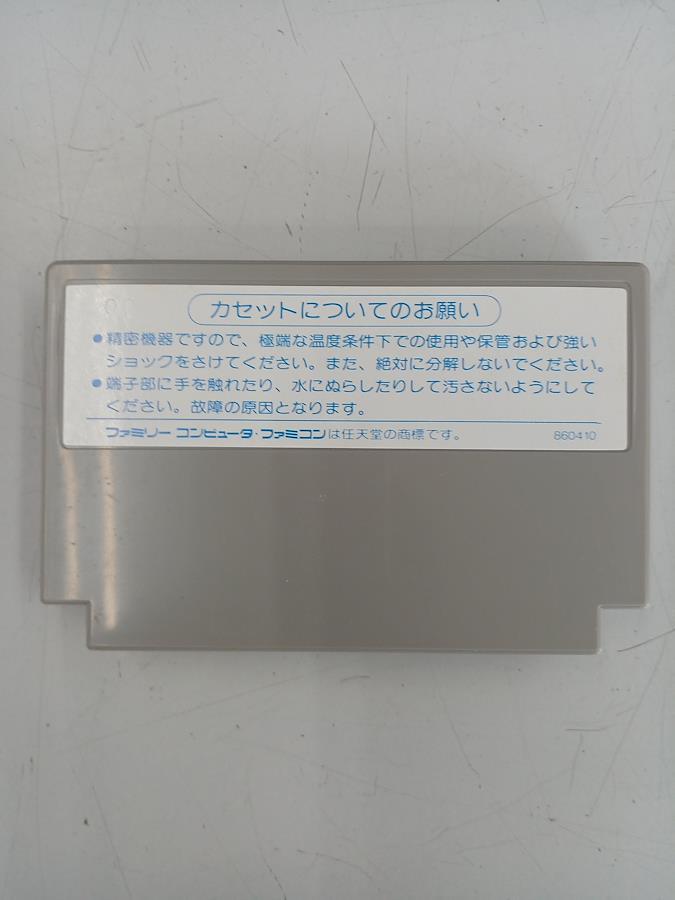 カセットについてのお願い
●精密機器ですので、極端な温度条件下での使用や保管および強い
ショックをさけてください。また、絶対に分解しないでください。
●端子部に手を触れたり、水にぬらしたりして汚さないようにして
ください。故障の原因となります。
ファミリー コンピュータ・ファミコンは任天堂の商標です。 860410